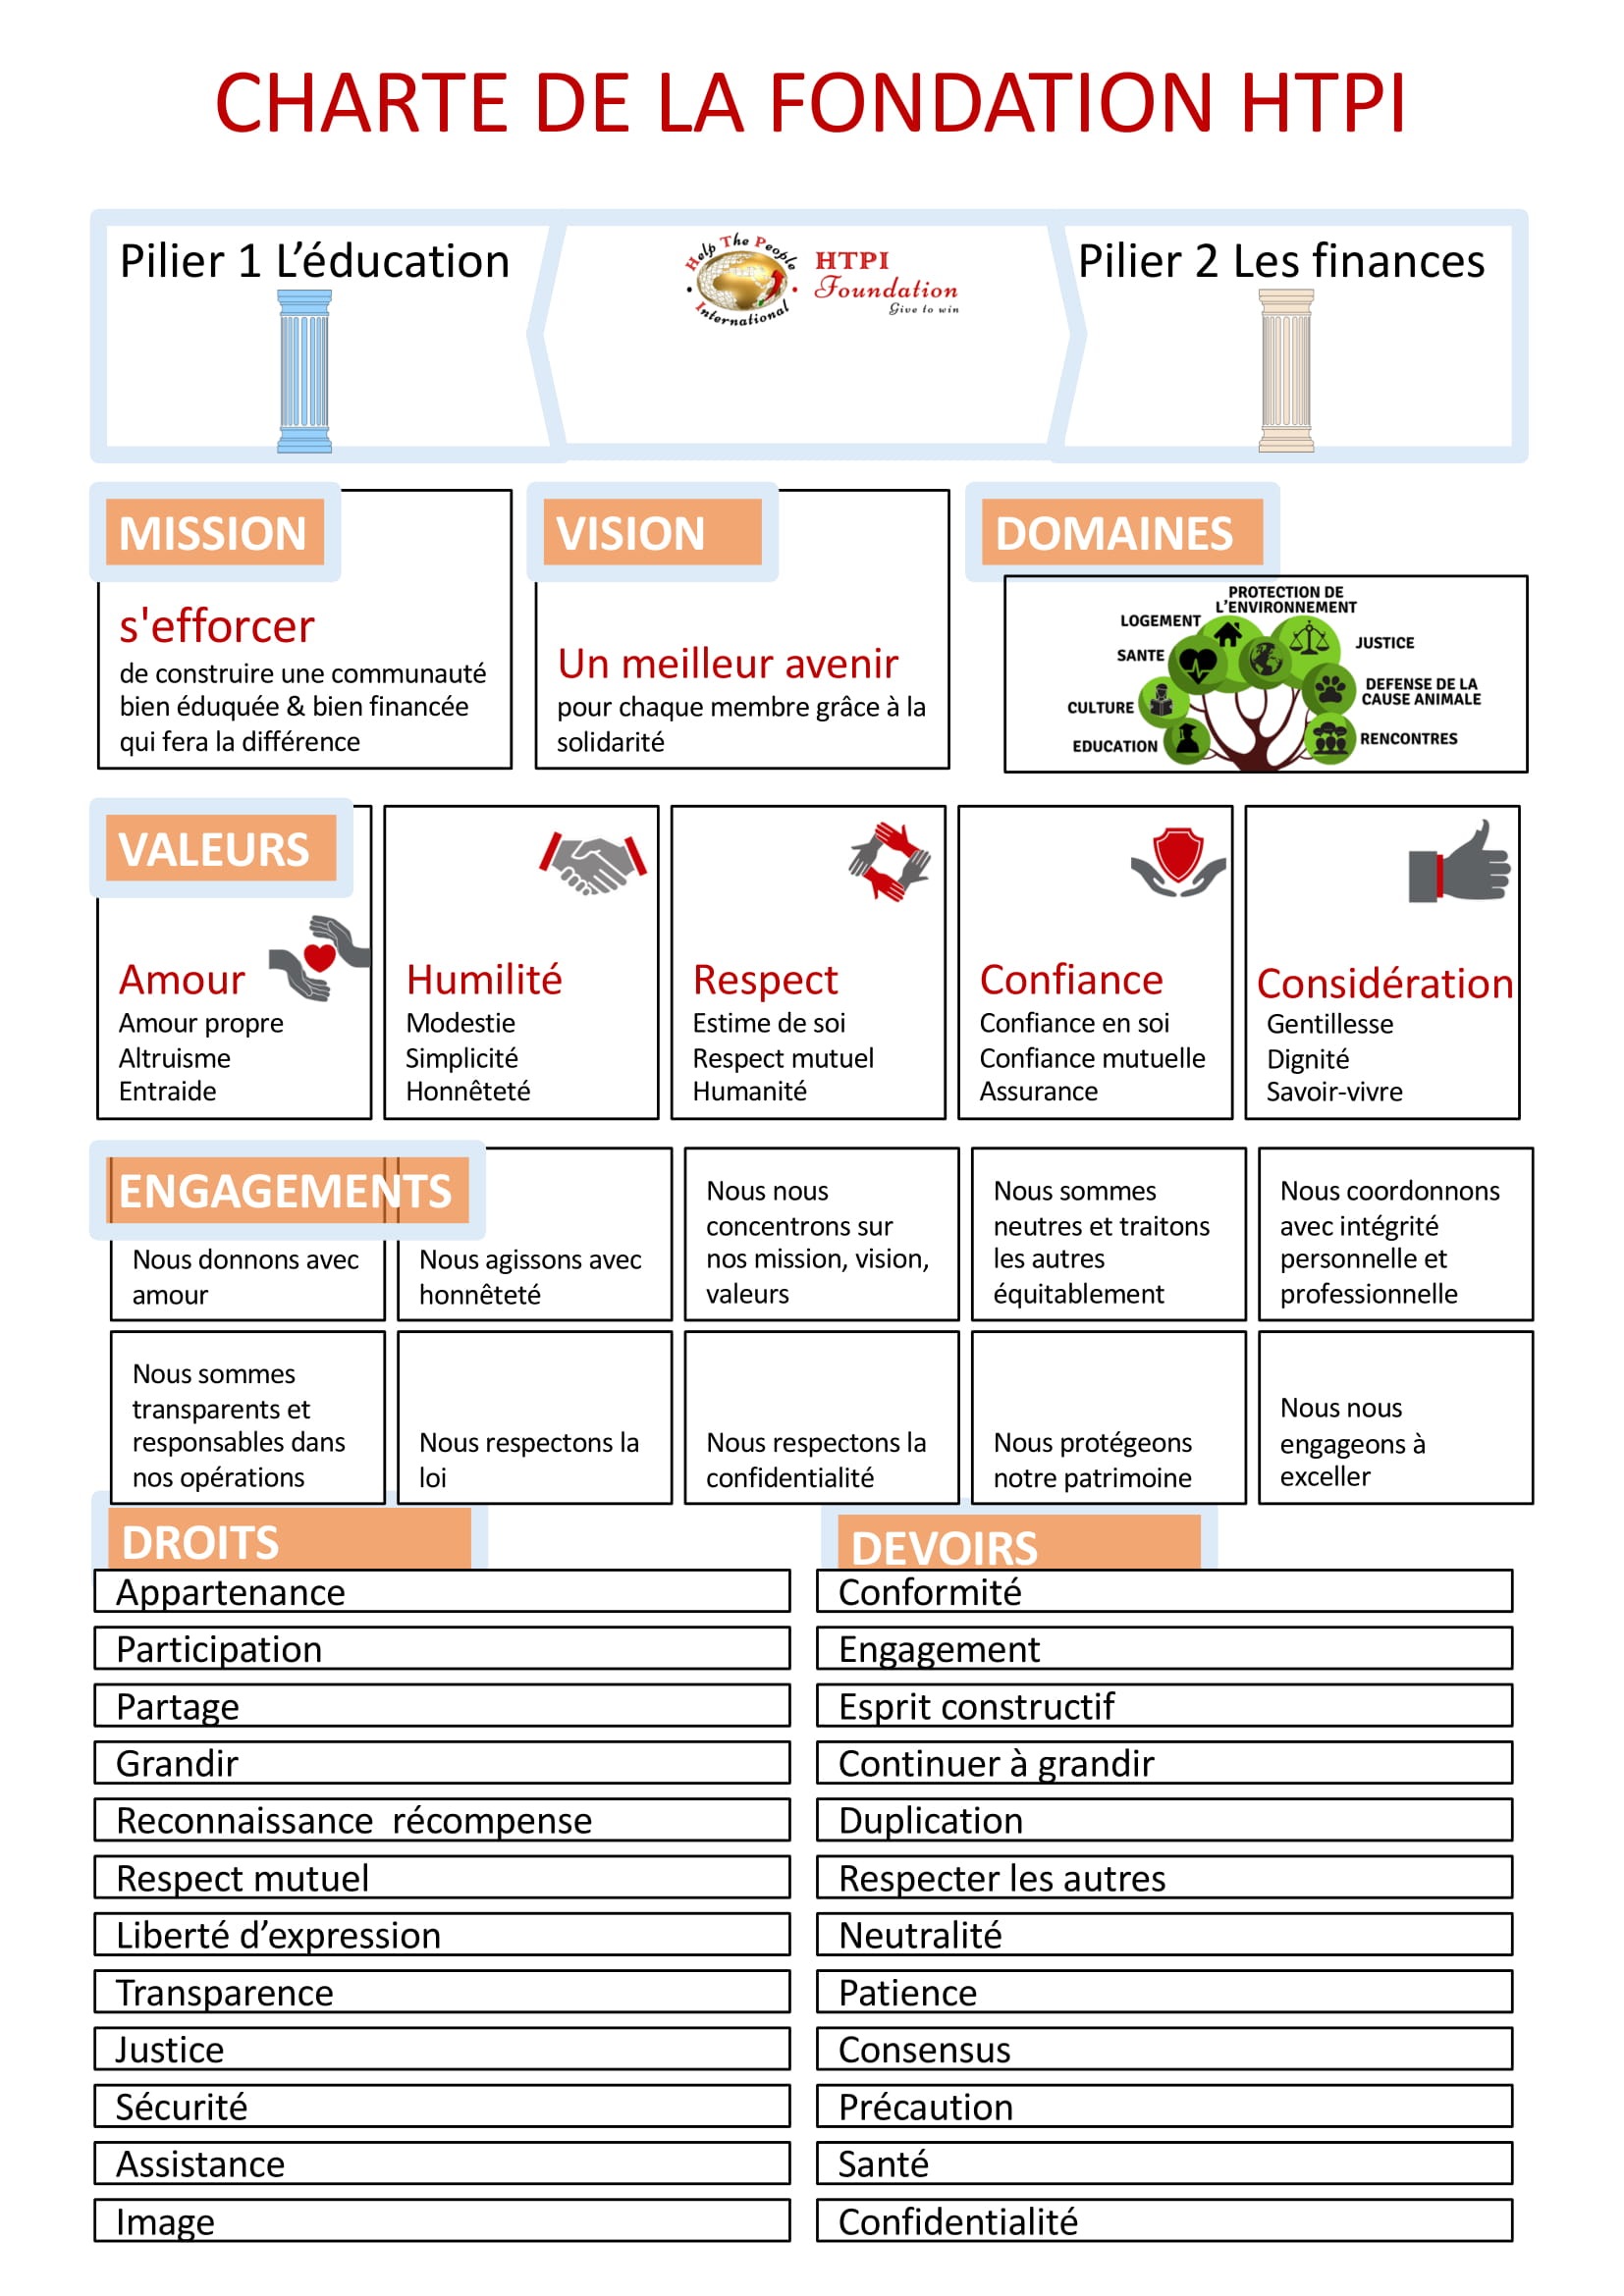 CHARTE DE LA FONDATION HTPI
Pilier 1 L’éducation
Help The People
International
HTPI
Foundation
Give to win
Pilier 2 Les finances
MISSION
s'efforcer
de construire une communauté
bien éduquée & bien financée
qui fera la différence
VISION
Un meilleur avenir
pour chaque membre grâce à la
solidarité
DOMAINES
PROTECTION DE
L’ENVIRONNEMENT
LOGEMENT
JUSTICE
SANTE
DEFENSE DE LA
CAUSE ANIMALE
CULTURE
RENCONTRES
EDUCATION
VALEURS
Amour
Amour propre
Altruisme
Entraide
Humilité
Modestie
Simplicité
Honnêteté
Respect
Estime de soi
Respect mutuel
Humanité
Confiance
Confiance en soi
Confiance mutuelle
Assurance
Considération
Gentillesse
Dignité
Savoir-vivre
ENGAGEMENTS
Nous donnons avec
amour
Nous agissons avec
honnêteté
Nous nous
concentrons sur
nos mission, vision,
valeurs
Nous sommes
neutres et traitons
les autres
équitablement
Nous coordonnons
avec intégrité
personnelle et
professionnelle
Nous sommes
transparents et
responsables dans
nos opérations
Nous respectons la
loi
Nous respectons la
confidentialité
Nous protégeons
notre patrimoine
Nous nous
engageons à
exceller
DROITS
Appartenance
Participation
Partage
Grandir
Reconnaissance  récompense
Respect mutuel
Liberté d’expression
Transparence
Justice
Sécurité
Assistance
Image
DEVOIRS
Conformité
Engagement
Esprit constructif
Continuer à grandir
Duplication
Respecter les autres
Neutralité
Patience
Consensus
Précaution
Santé
Confidentialité